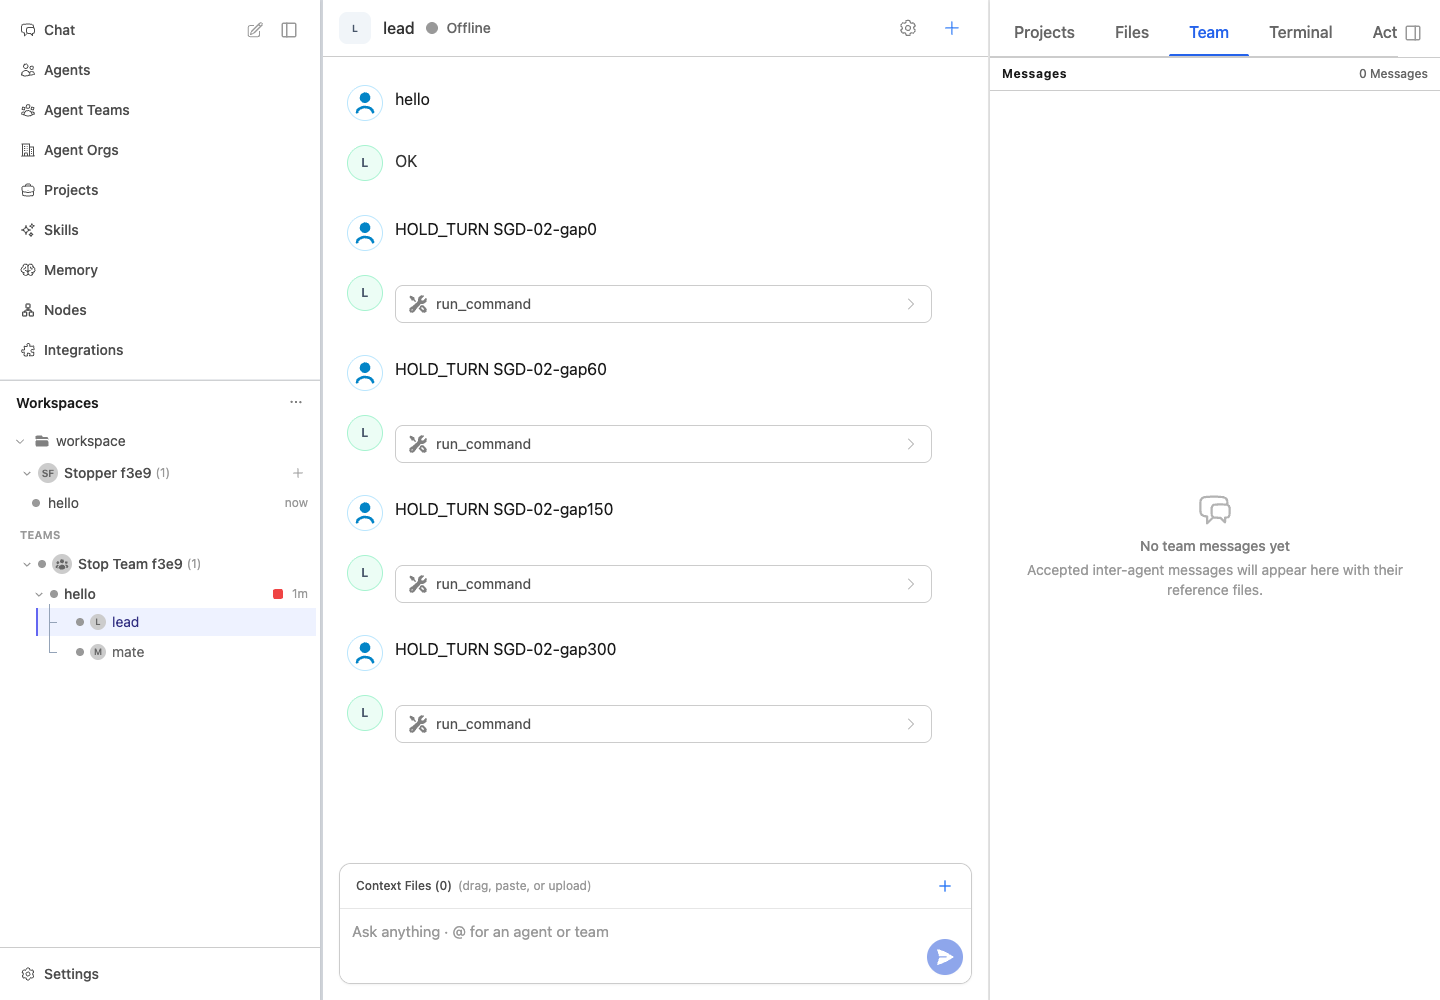 Chat
Agents
Agent Teams
Agent Orgs
Projects
Skills
Memory
Nodes
Integrations
Workspaces
workspace
SF Stopper f3e9 (1)
hello now
TEAMS
Stop Team f3e9 (1)
hello 1m
L lead
M mate
Settings
L lead Offline
hello
L OK
HOLD_TURN SGD-02-gap0
L run_command
HOLD_TURN SGD-02-gap60
L run_command
HOLD_TURN SGD-02-gap150
L run_command
HOLD_TURN SGD-02-gap300
L run_command
Context Files (0) (drag, paste, or upload)
Ask anything · @ for an agent or team
Projects Files Team Terminal Act
Messages 0 Messages
No team messages yet
Accepted inter-agent messages will appear here with their
reference files.